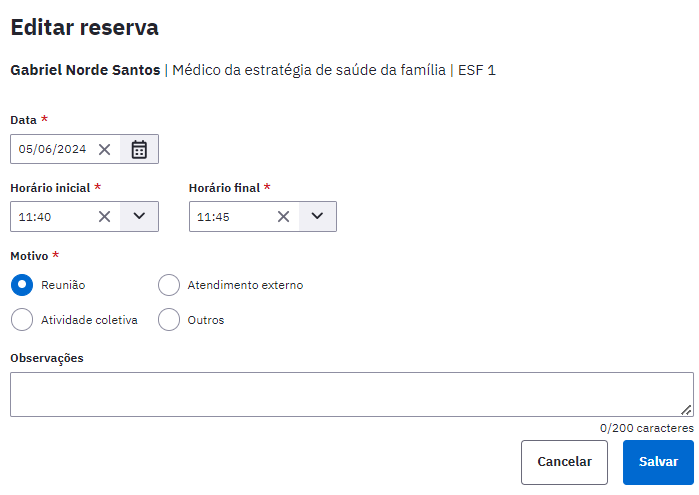 Editar reserva
Gabriel Norde Santos | Médico da estratégia de saúde da família | ESF 1
Data *
05/06/2024
Horário inicial * Horário final *
11:40 11:45
Motivo *
Reunião Atendimento externo
Atividade coletiva Outros
Observações
0/200 caracteres
Cancelar Salvar